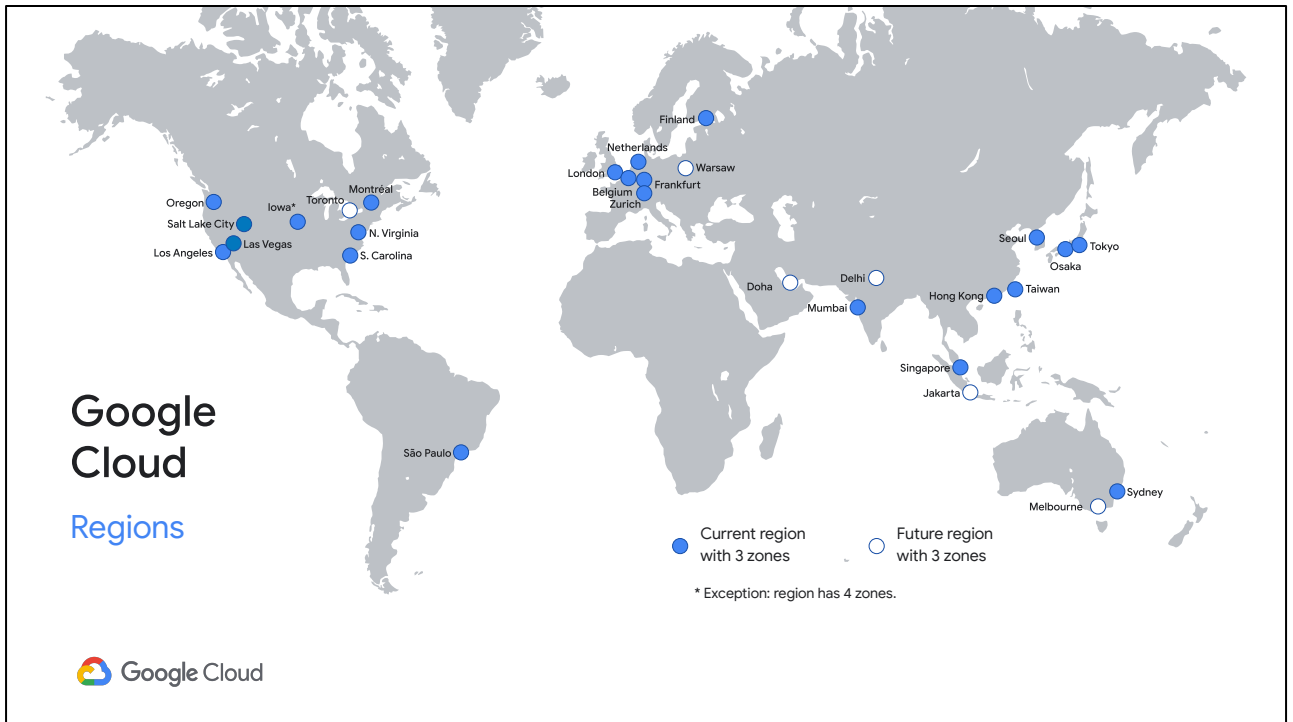 Finland
Netherlands
Warsaw
London
Frankfurt
Belgium
Zurich
Montréal
Toronto
Oregon
Iowa*
Salt Lake City
N. Virginia
Las Vegas
Los Angeles
S. Carolina
Seoul
Tokyo
Osaka
Doha
Delhi
Taiwan
Hong Kong
Mumbai
Singapore
Jakarta
São Paulo
Sydney
Melbourne
Google
Cloud
Regions
Current region
with 3 zones
Future region
with 3 zones
* Exception: region has 4 zones.
Google Cloud